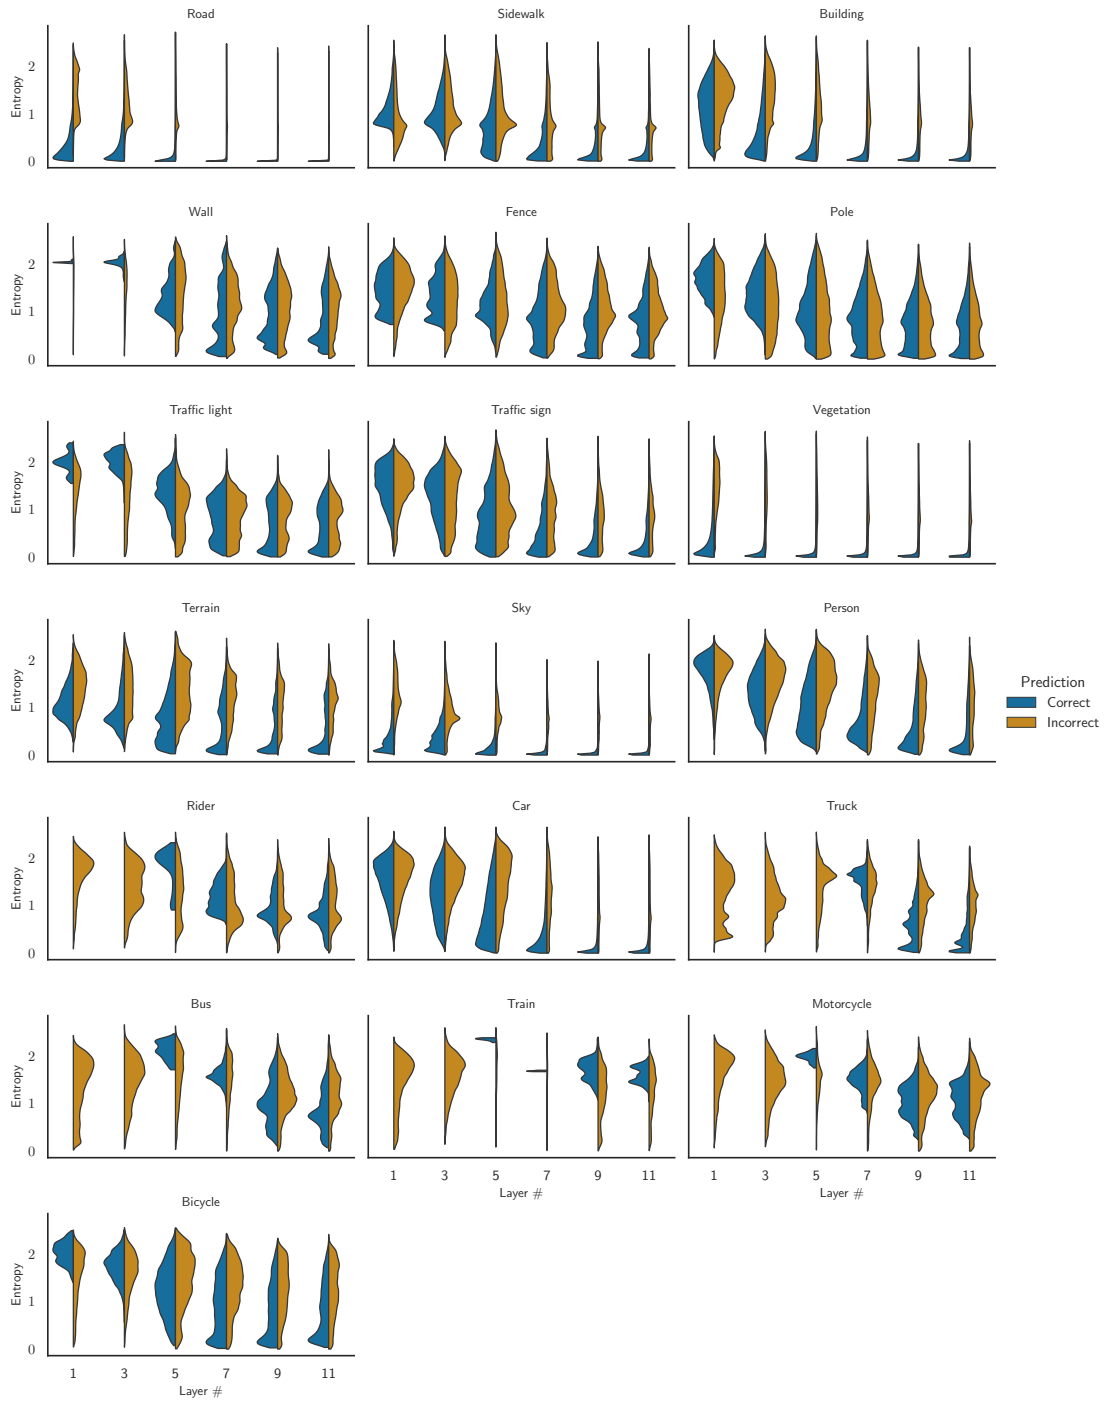 Road Sidewalk Building
Entropy
2
1
0
Wall Fence Pole
Entropy
2
1
0
Traffic light Traffic sign Vegetation
Entropy
2
1
0
Terrain Sky Person
Entropy
2
1
0
Prediction
Correct
Incorrect
Rider Car Truck
Entropy
2
1
0
Bus Train Motorcycle
Entropy
2
1
0
1 3 5 7 9 11 1 3 5 7 9 11
Layer # Layer #
Bicycle
Entropy
2
1
0
1 3 5 7 9 11
Layer #